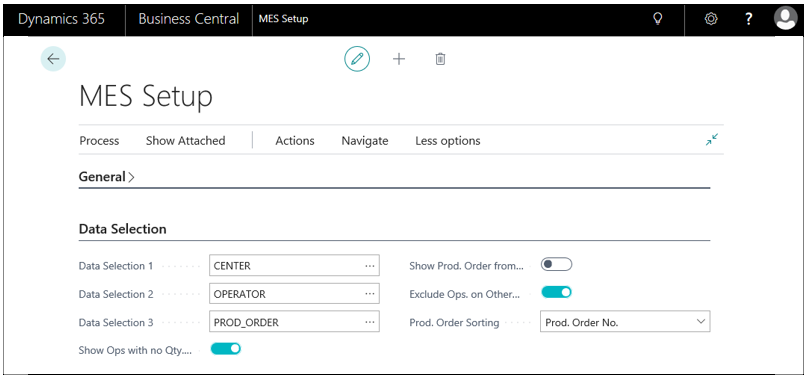 Dynamics 365 Business Central MES Setup ?
MES Setup
Process Show Attached Actions Navigate Less options
General
Data Selection
Data Selection 1 CENTER ... Show Prod. Order from...
Data Selection 2 OPERATOR ... Exclude Ops. on Other...
Data Selection 3 PROD_ORDER ... Prod. Order Sorting Prod. Order No.
Show Ops with no Qty....